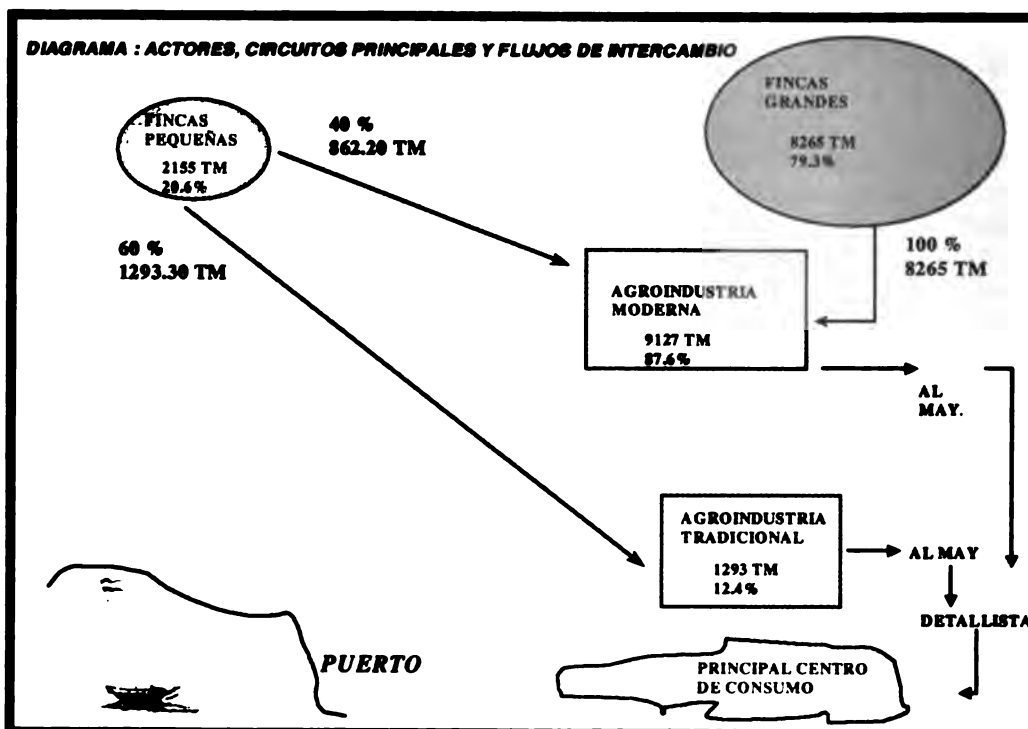 DIAGRAMA : ACTORES, CIRCUITOS PRINCIPALES Y FLUJOS DE INTERCAMBIO
FINCAS
PEQUEÑAS
2155 TM
20.6%
40 %
862.20 TM
FINCAS
GRANDES
8265 TM
79.3%
60 %
1293.30 TM
100 %
8265 TM
AGROINDUSTRIA
MODERNA
9127 TM
87.6%
AL
MAY.
AGROINDUSTRIA
TRADICIONAL
1293 TM
12.4%
AL MAY
DETALLISTA
PUERTO
PRINCIPAL CENTRO
DE CONSUMO